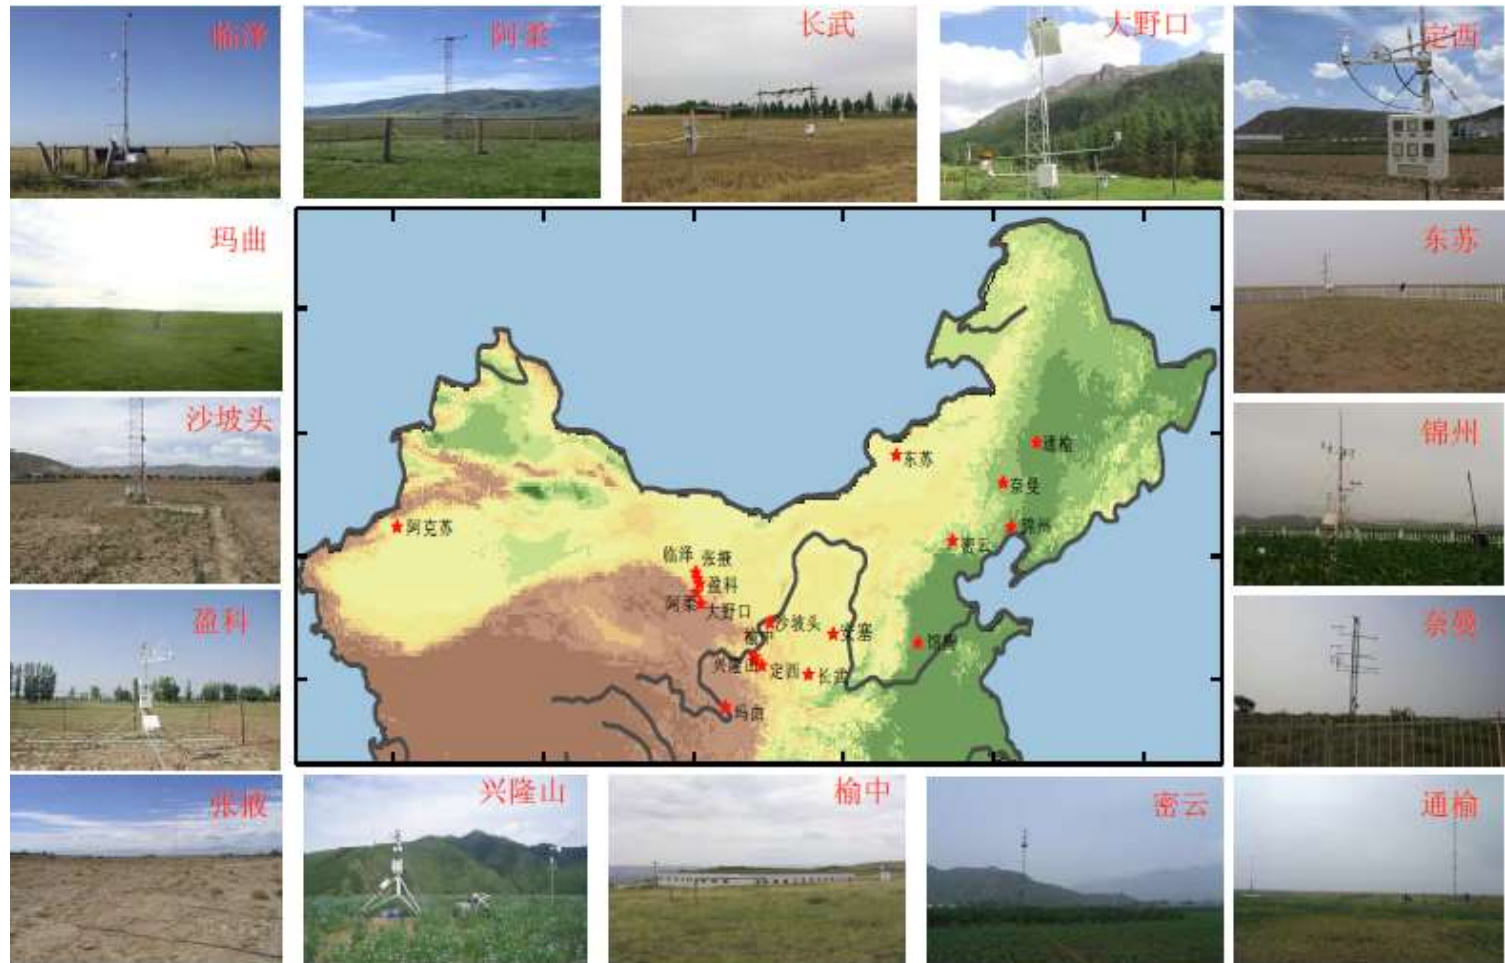 临泽
阿柔
长武
大野口
定西
玛曲
东苏
沙坡头
锦州
盈科
奈曼
张掖
兴隆山
榆中
密云
通榆
通榆
东苏
奈曼
锦州
密云
阿克苏
临泽
张掖
盈科
阿柔
大野口
沙坡头
榆中
安塞
兴隆山
定西
长武
玛曲